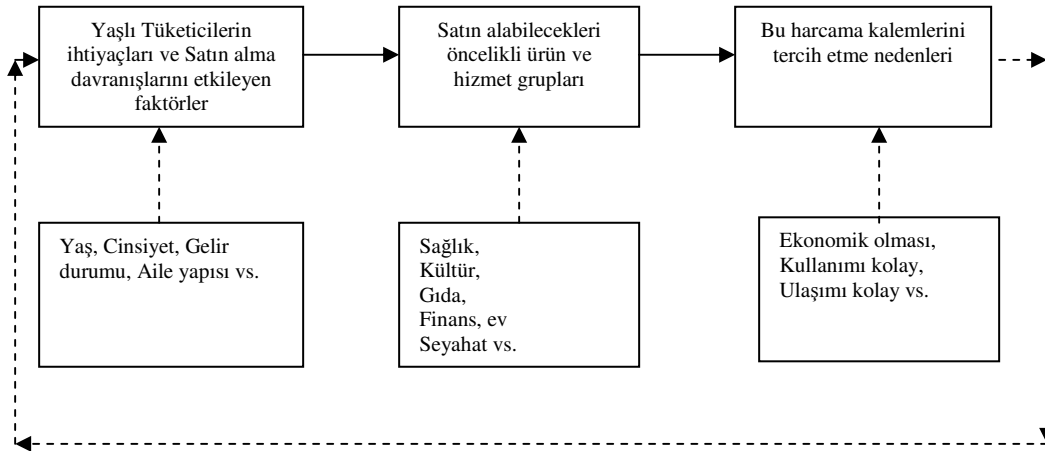 Yaşlı Tüketicilerin
ihtiyaçları ve Satın alma
davranışlarını etkileyen
faktörler
Satın alabilecekleri
öncelikli ürün ve
hizmet grupları
Bu harcama kalemlerini
tercih etme nedenleri
Yaş, Cinsiyet, Gelir
durumu, Aile yapısı vs.
Sağlık,
Kültür,
Gıda,
Finans, ev
Seyahat vs.
Ekonomik olması,
Kullanımı kolay,
Ulaşımı kolay vs.